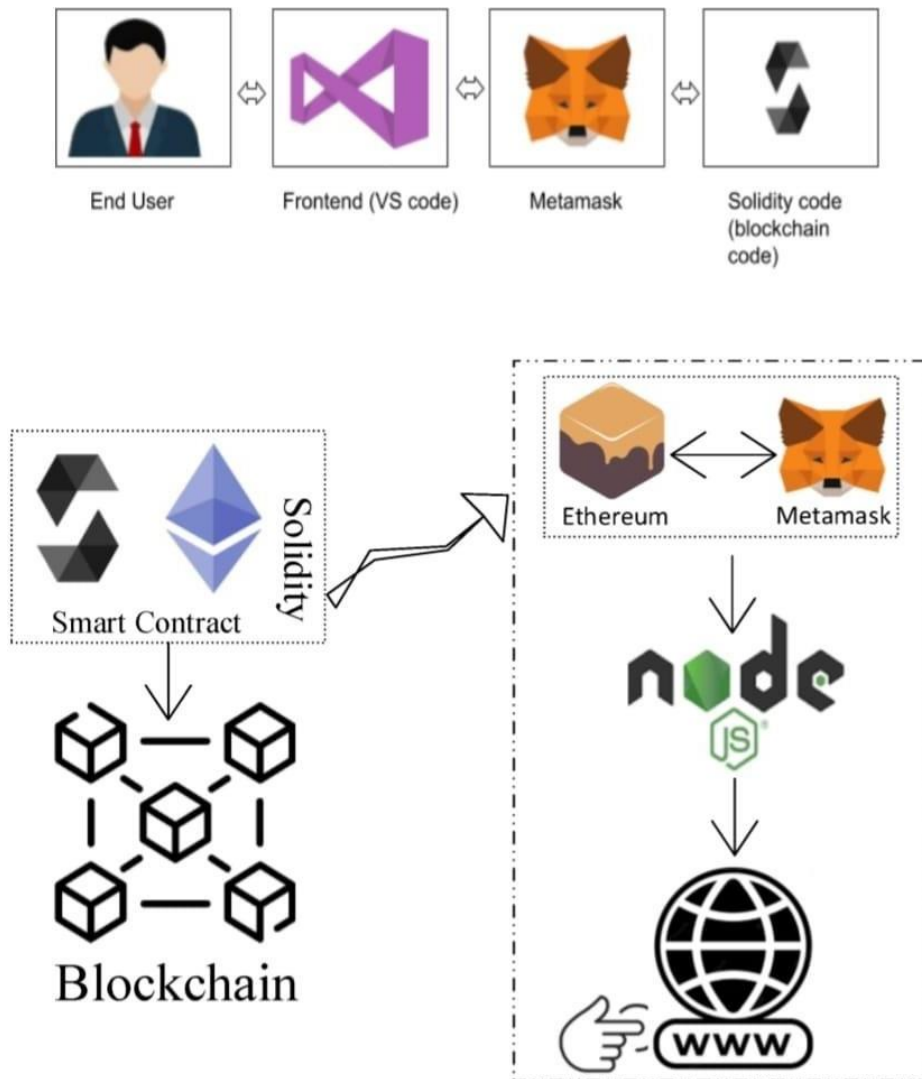 End User
Frontend (VS code)
Metamask
Solidity code
(blockchain
code)
Ethereum
Metamask
Solidity
Smart Contract
node
JS
Blockchain
www